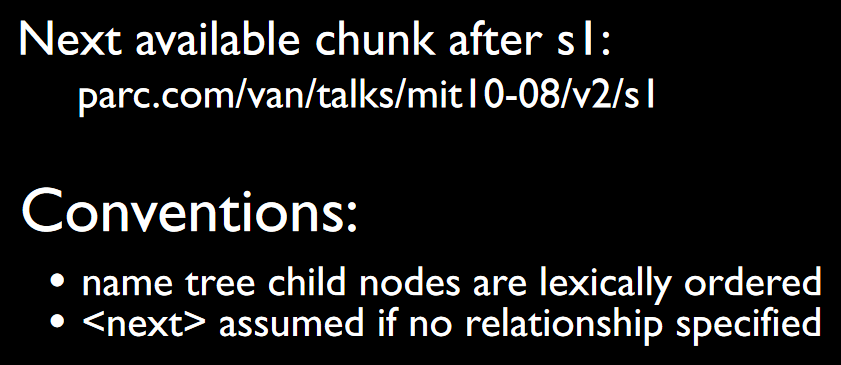 Next available chunk after s1:
parc.com/van/talks/mit10-08/v2/s1
Conventions:
• name tree child nodes are lexically ordered
• <next> assumed if no relationship specified